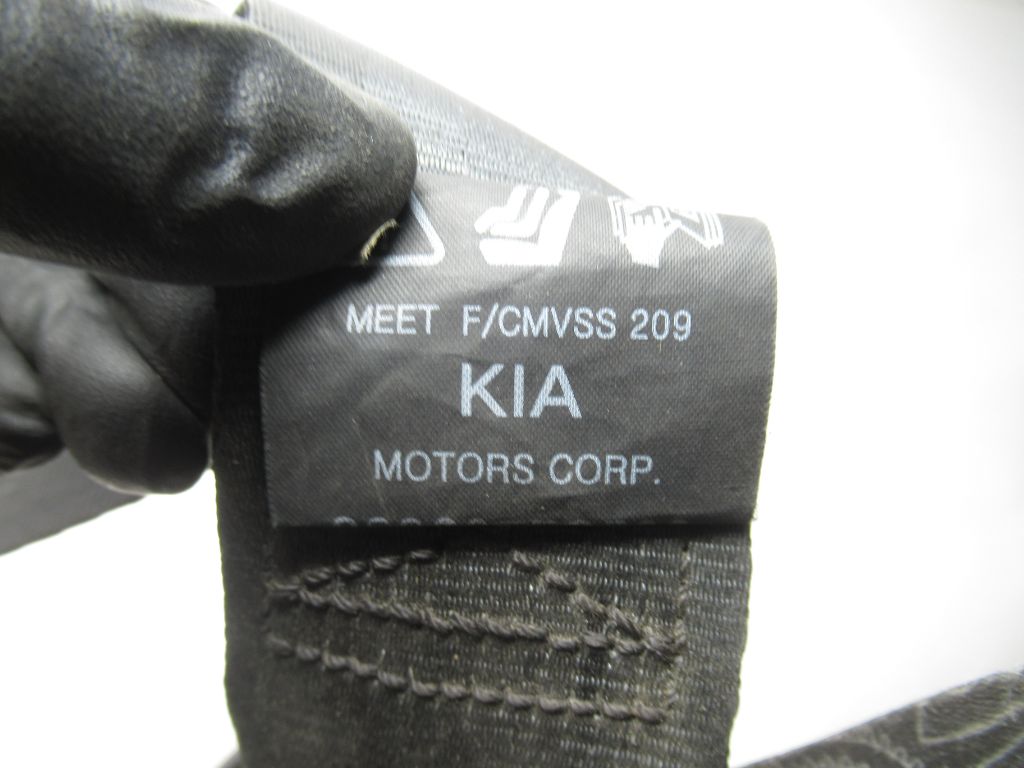 MEET F/CMVSS 209
KIA
MOTORS CORP.